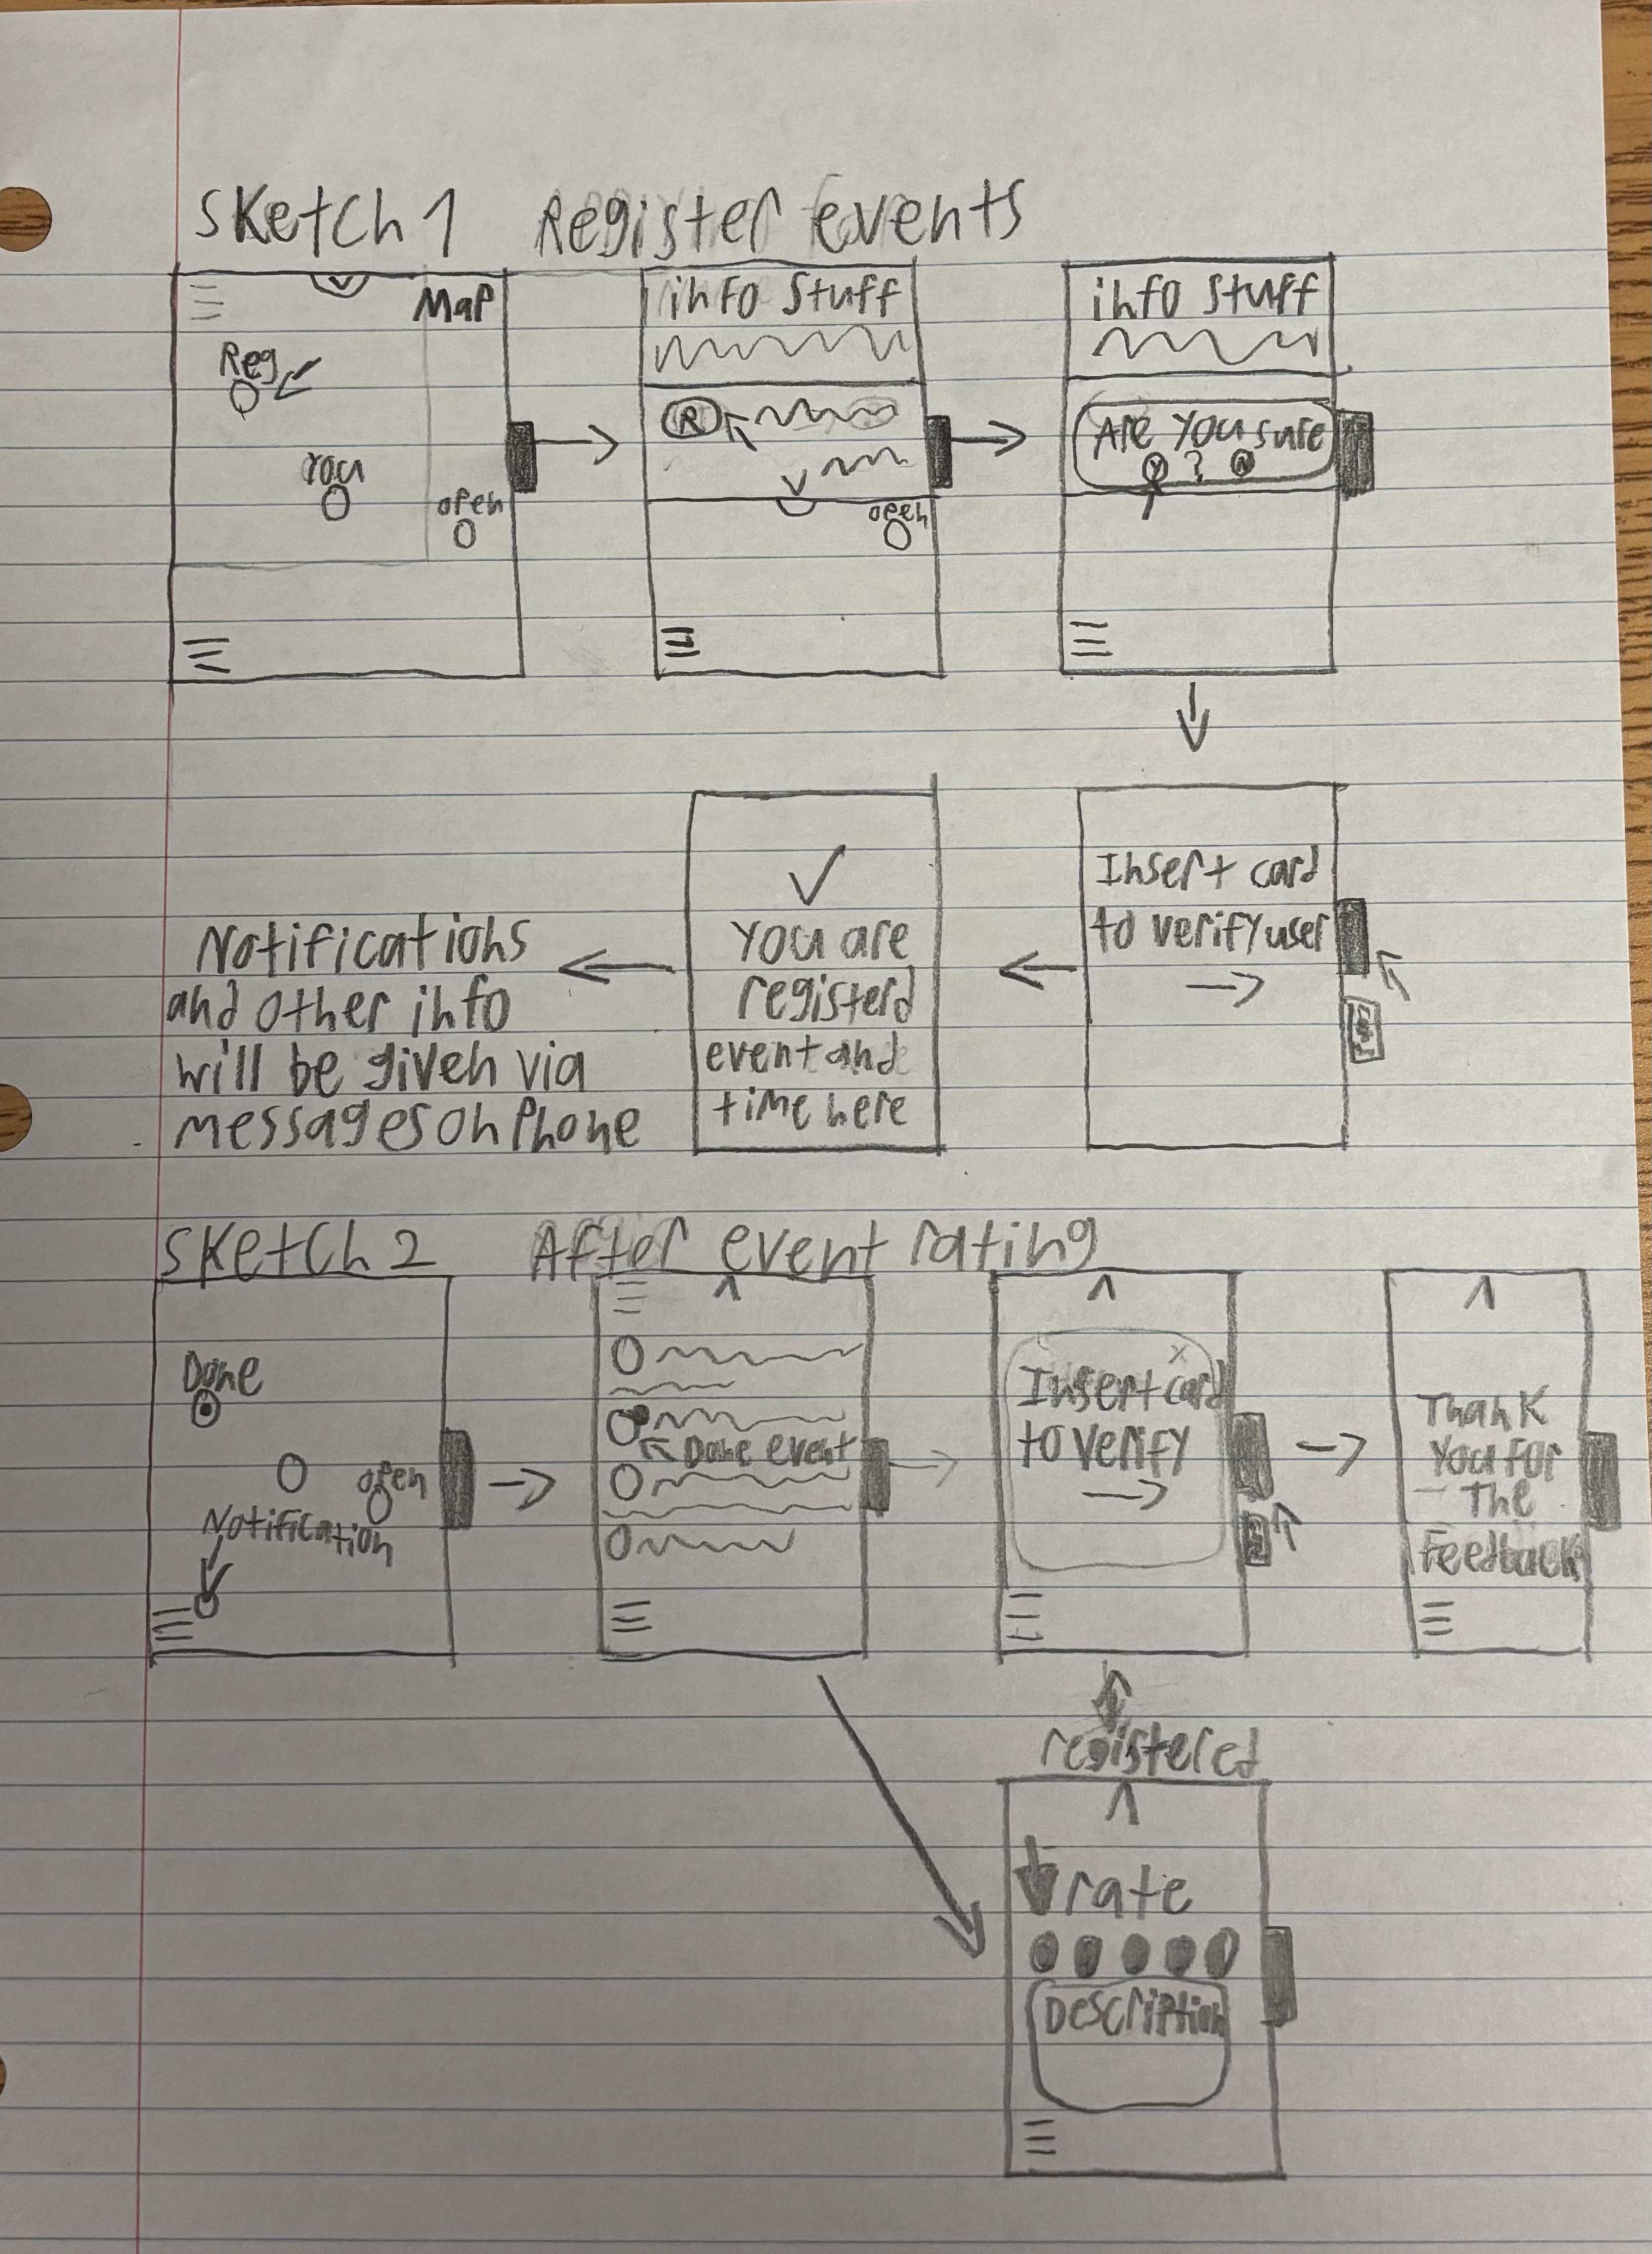 Sketch 1 Register events
Map
Reg
You
open
info stuff
R
open
info stuff
Are you sure
Y ? N
Insert card
to verify user
✓
You are
registerd
event and
time here
Notifications
and other info
will be given via
messages on phone
Sketch 2 After event rating
Done
open
Notification
Done event
X
Insert card
to verify
Thank
you for
The
Feedback
registered
rate
Description